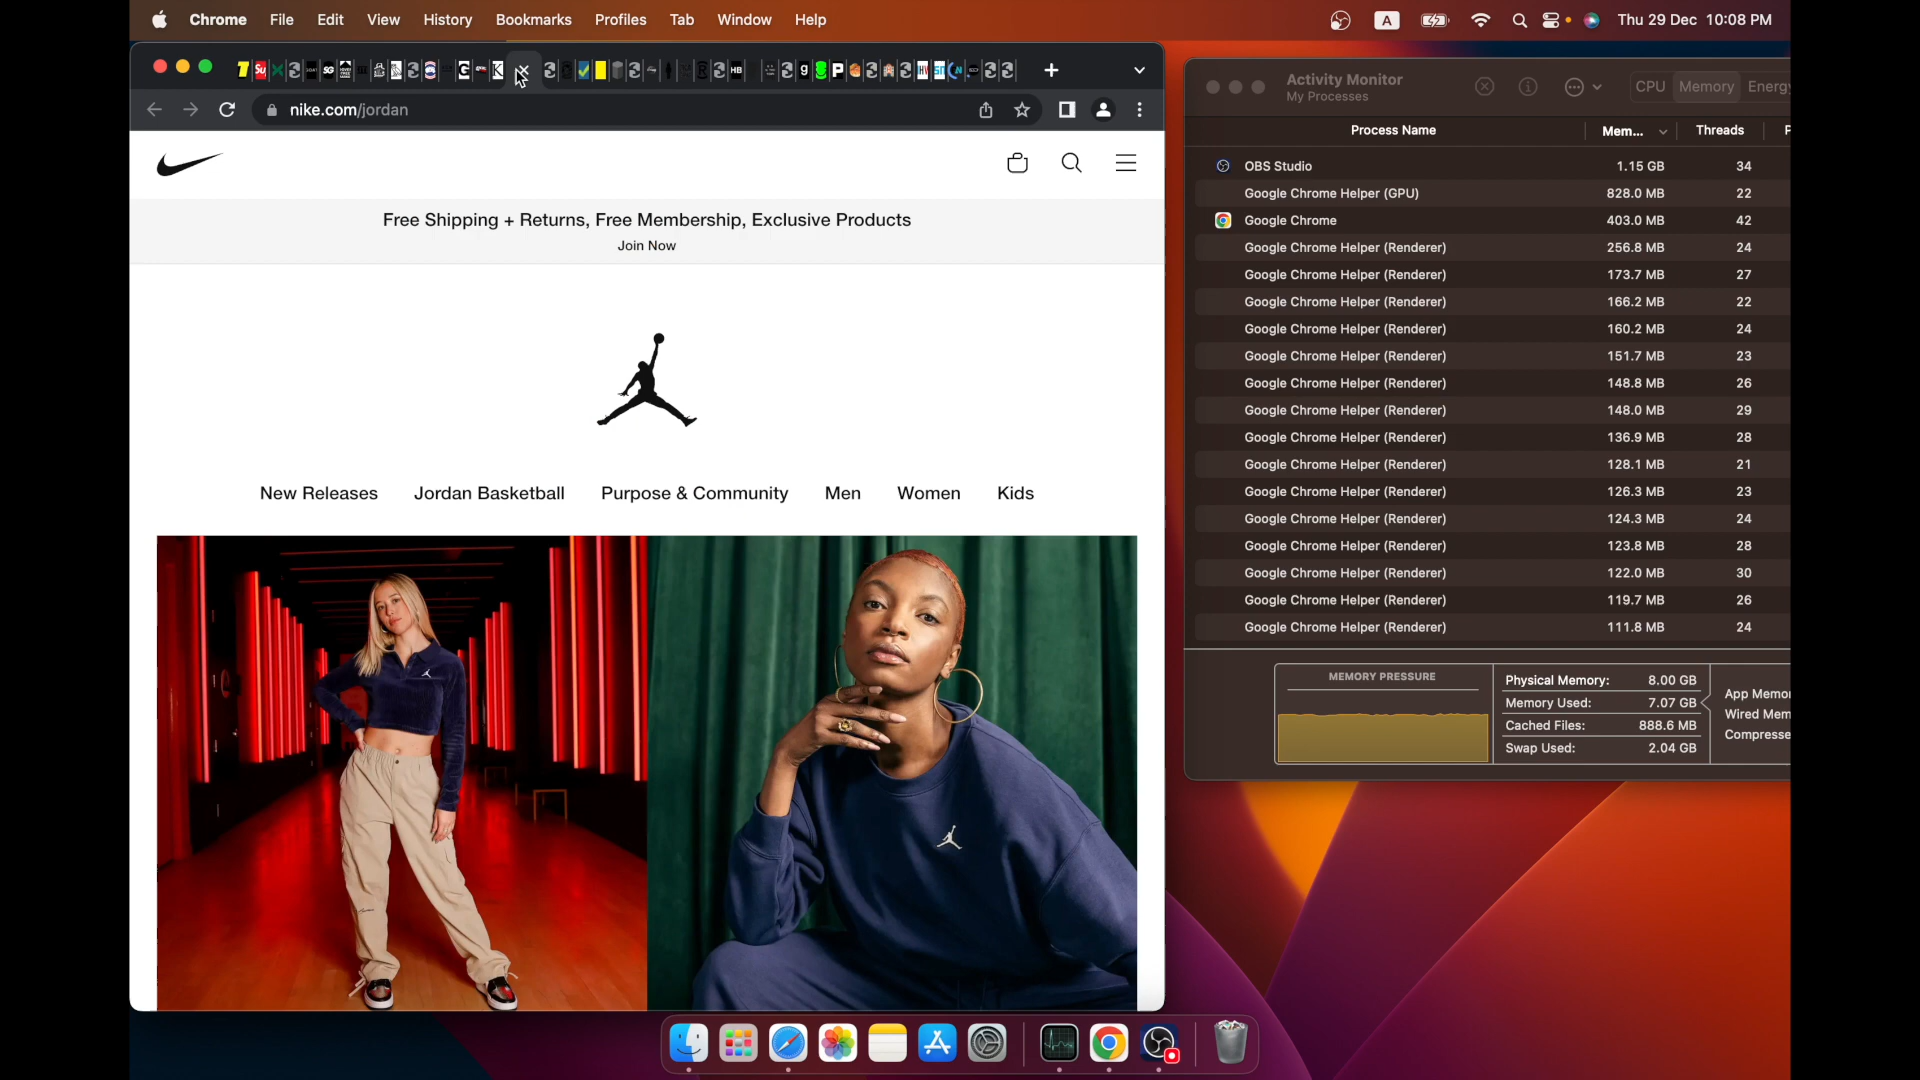 Chrome File Edit View History Bookmarks Profiles Tab Window Help
A
Thu 29 Dec 10:08 PM
nike.com/jordan
Free Shipping + Returns, Free Membership, Exclusive Products
Join Now
New Releases Jordan Basketball Purpose & Community Men Women Kids
Activity Monitor
My Processes
CPU Memory Energy
Process Name Mem... Threads P
OBS Studio 1.15 GB 34
Google Chrome Helper (GPU) 828.0 MB 22
Google Chrome 403.0 MB 42
Google Chrome Helper (Renderer) 256.8 MB 24
Google Chrome Helper (Renderer) 173.7 MB 27
Google Chrome Helper (Renderer) 166.2 MB 22
Google Chrome Helper (Renderer) 160.2 MB 24
Google Chrome Helper (Renderer) 151.7 MB 23
Google Chrome Helper (Renderer) 148.8 MB 26
Google Chrome Helper (Renderer) 148.0 MB 29
Google Chrome Helper (Renderer) 136.9 MB 28
Google Chrome Helper (Renderer) 128.1 MB 21
Google Chrome Helper (Renderer) 126.3 MB 23
Google Chrome Helper (Renderer) 124.3 MB 24
Google Chrome Helper (Renderer) 123.8 MB 28
Google Chrome Helper (Renderer) 122.0 MB 30
Google Chrome Helper (Renderer) 119.7 MB 26
Google Chrome Helper (Renderer) 111.8 MB 24
MEMORY PRESSURE
Physical Memory: 8.00 GB
Memory Used: 7.07 GB
Cached Files: 888.6 MB
Swap Used: 2.04 GB
App Memo
Wired Mem
Compresse